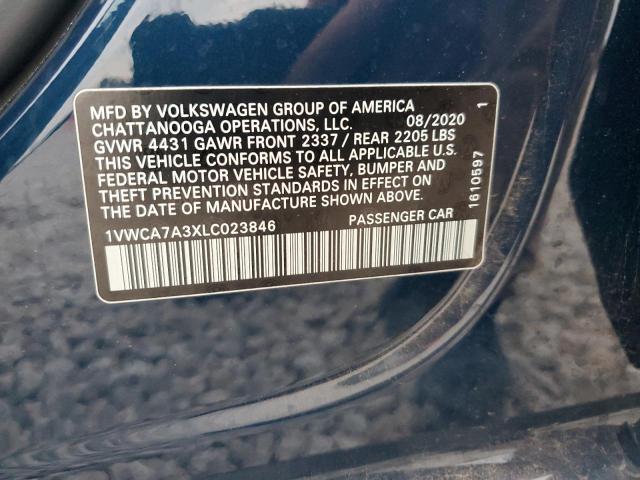 MFD BY VOLKSWAGEN GROUP OF AMERICA
CHATTANOOGA OPERATIONS, LLC. 08/2020
GVWR 4431 GAWR FRONT 2337 / REAR 2205 LBS
THIS VEHICLE CONFORMS TO ALL APPLICABLE U.S.
FEDERAL MOTOR VEHICLE SAFETY, BUMPER AND
THEFT PREVENTION STANDARDS IN EFFECT ON
THE DATE OF MANUFACTURE SHOWN ABOVE.
1VWCA7A3XLC023846 PASSENGER CAR
1610597 1